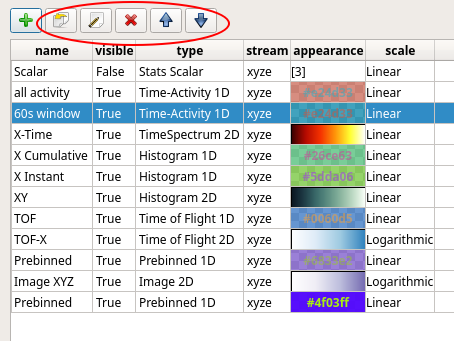 name visible type stream appearance scale
Scalar False Stats Scalar xyze [3] Linear
all activity True Time-Activity 1D xyze Linear
60s window True Time-Activity 1D xyze Linear
X-Time True TimeSpectrum 2D xyze Linear
X Cumulative True Histogram 1D xyze #26ce63 Linear
X Instant True Histogram 1D xyze #5dda06 Linear
XY True Histogram 2D xyze Linear
TOF True Time of Flight 1D xyze #0060d5 Linear
TOF-X True Time of Flight 2D xyze Logarithmic
Prebinned True Prebinned 1D xyze Linear
Image XYZ True Image 2D xyze Logarithmic
Prebinned True Prebinned 1D xyze #4f03ff Linear